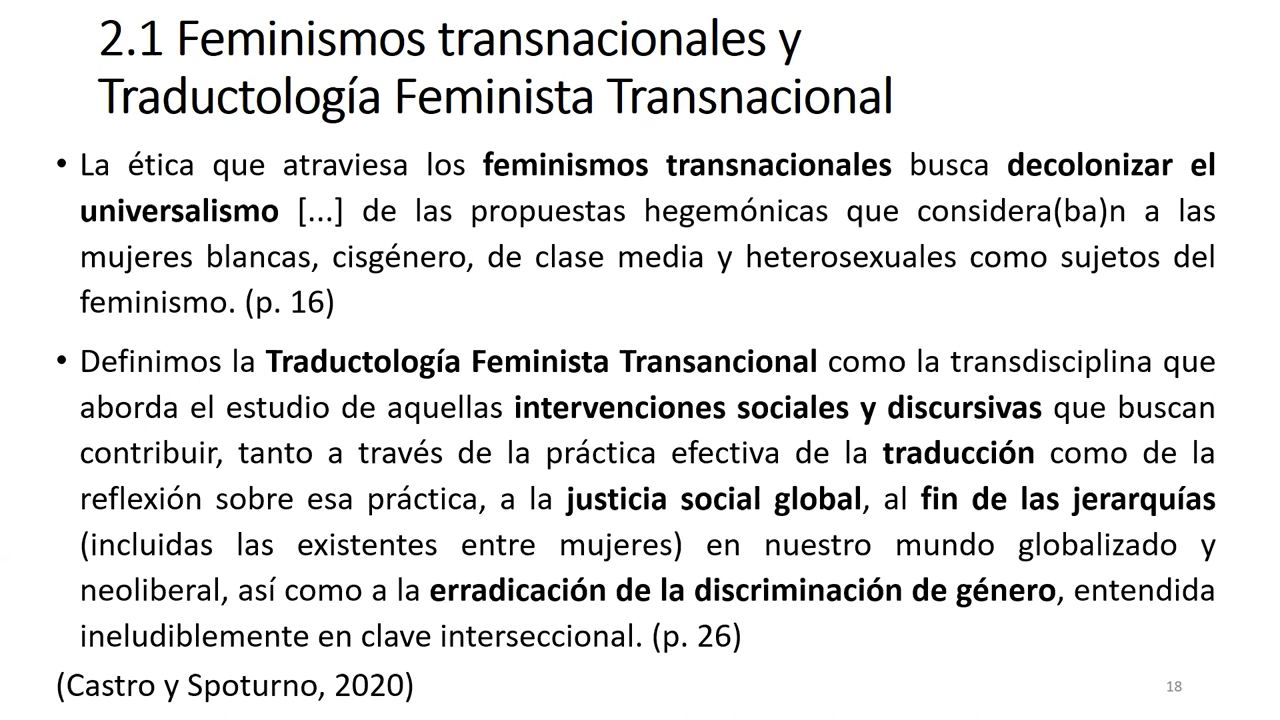 2.1 Feminismos transnacionales y
Traductología Feminista Transnacional
• La ética que atraviesa los feminismos transnacionales busca decolonizar el
universalismo [...] de las propuestas hegemónicas que considera(ba)n a las
mujeres blancas, cisgénero, de clase media y heterosexuales como sujetos del
feminismo. (p. 16)
• Definimos la Traductología Feminista Transancional como la transdisciplina que
aborda el estudio de aquellas intervenciones sociales y discursivas que buscan
contribuir, tanto a través de la práctica efectiva de la traducción como de la
reflexión sobre esa práctica, a la justicia social global, al fin de las jerarquías
(incluidas las existentes entre mujeres) en nuestro mundo globalizado y
neoliberal, así como a la erradicación de la discriminación de género, entendida
ineludiblemente en clave interseccional. (p. 26)
(Castro y Spoturno, 2020)
18